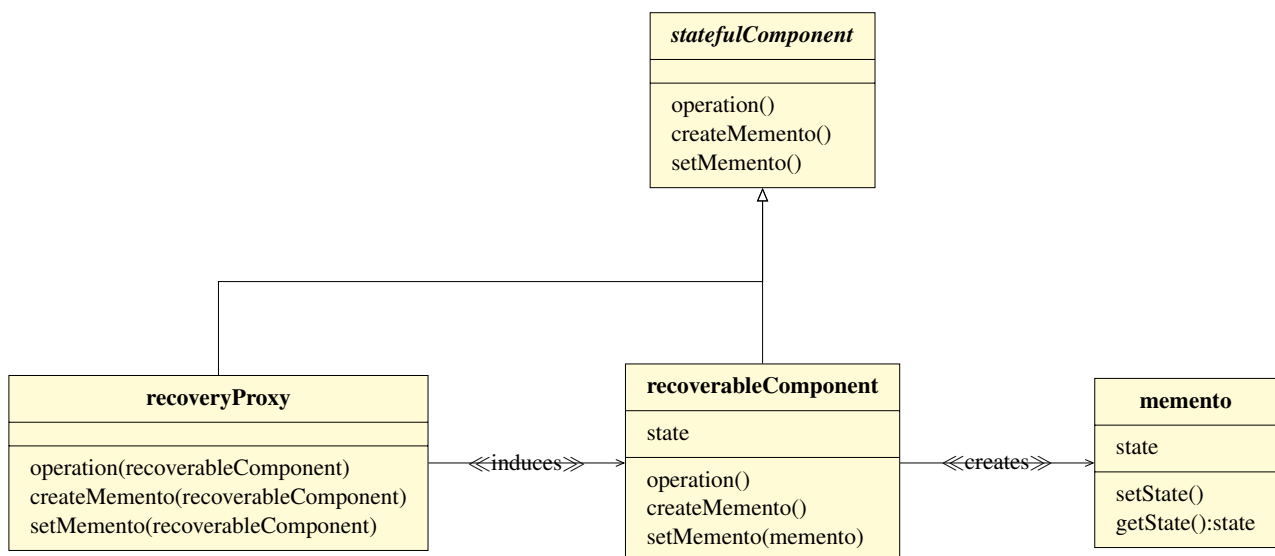 statefulComponent
operation()
createMemento()
setMemento()
recoveryProxy
operation(recoverableComponent)
createMemento(recoverableComponent)
setMemento(recoverableComponent)
≪induces≫
recoverableComponent
state
operation()
createMemento()
setMemento(memento)
≪creates≫
memento
state
setState()
getState():state